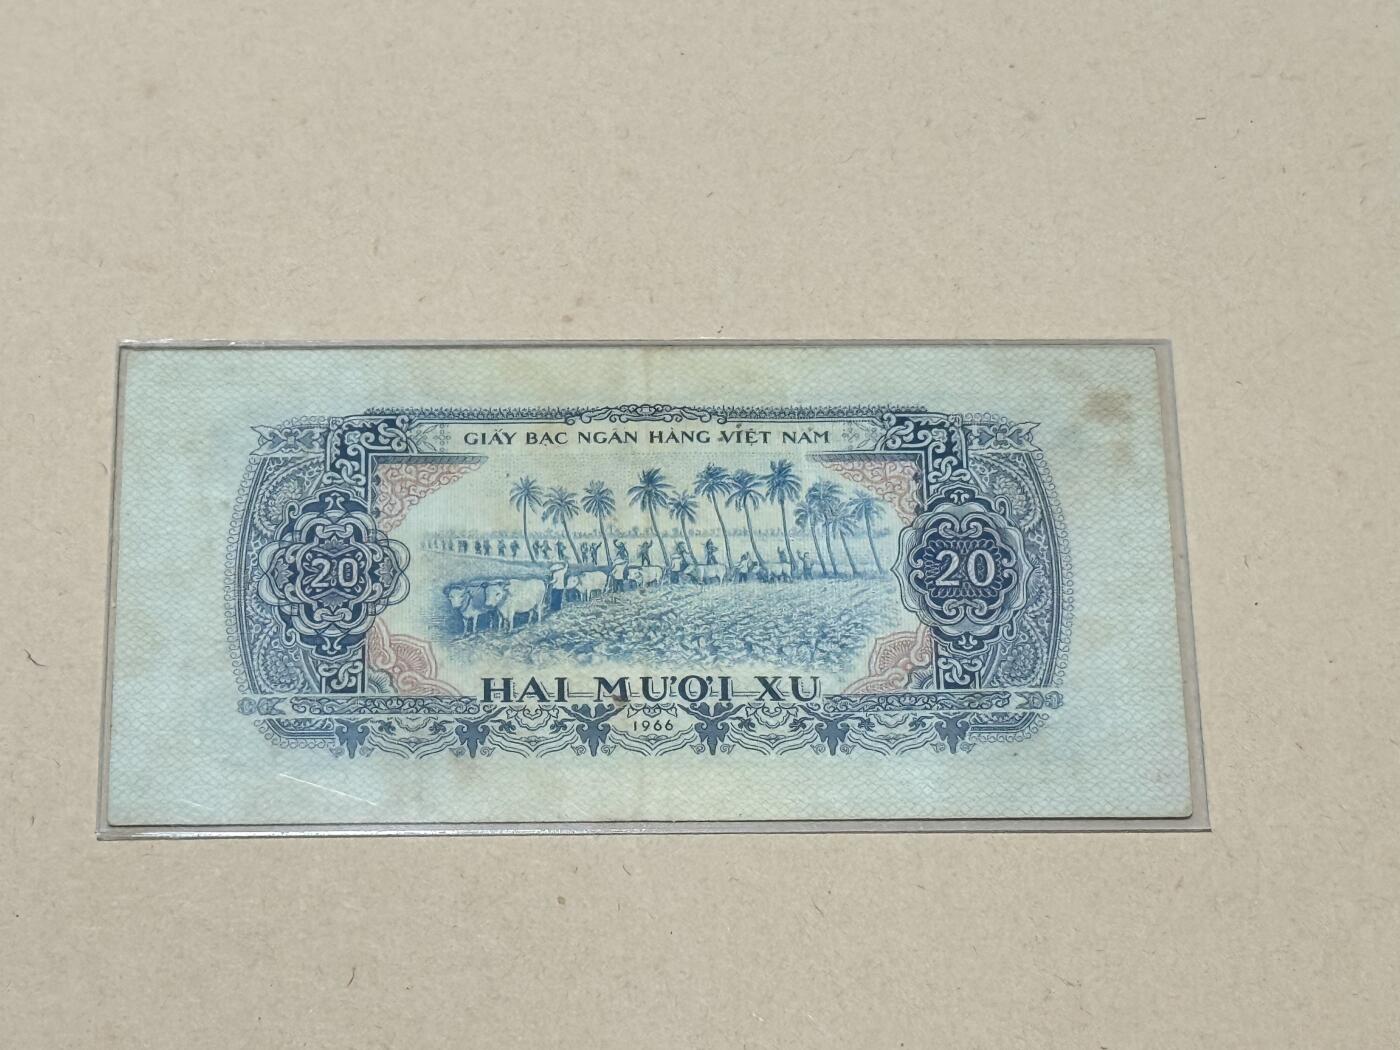 GIẤY BẠC NGÂN HÀNG VIỆT NAM
20
20
HAI MƯƠI XU
1966